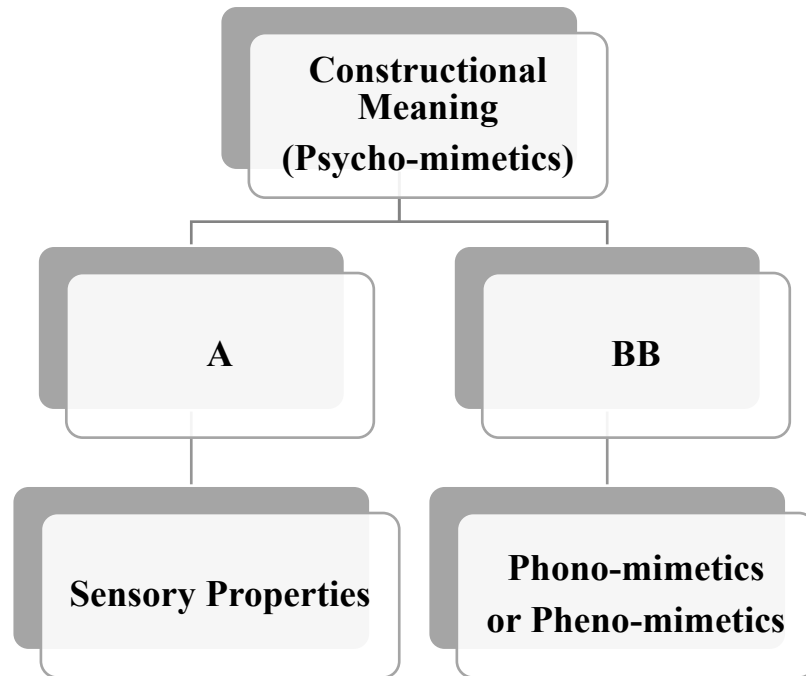 Constructional
Meaning
(Psycho-mimetics)
A
BB
Sensory Properties
Phono-mimetics
or Pheno-mimetics